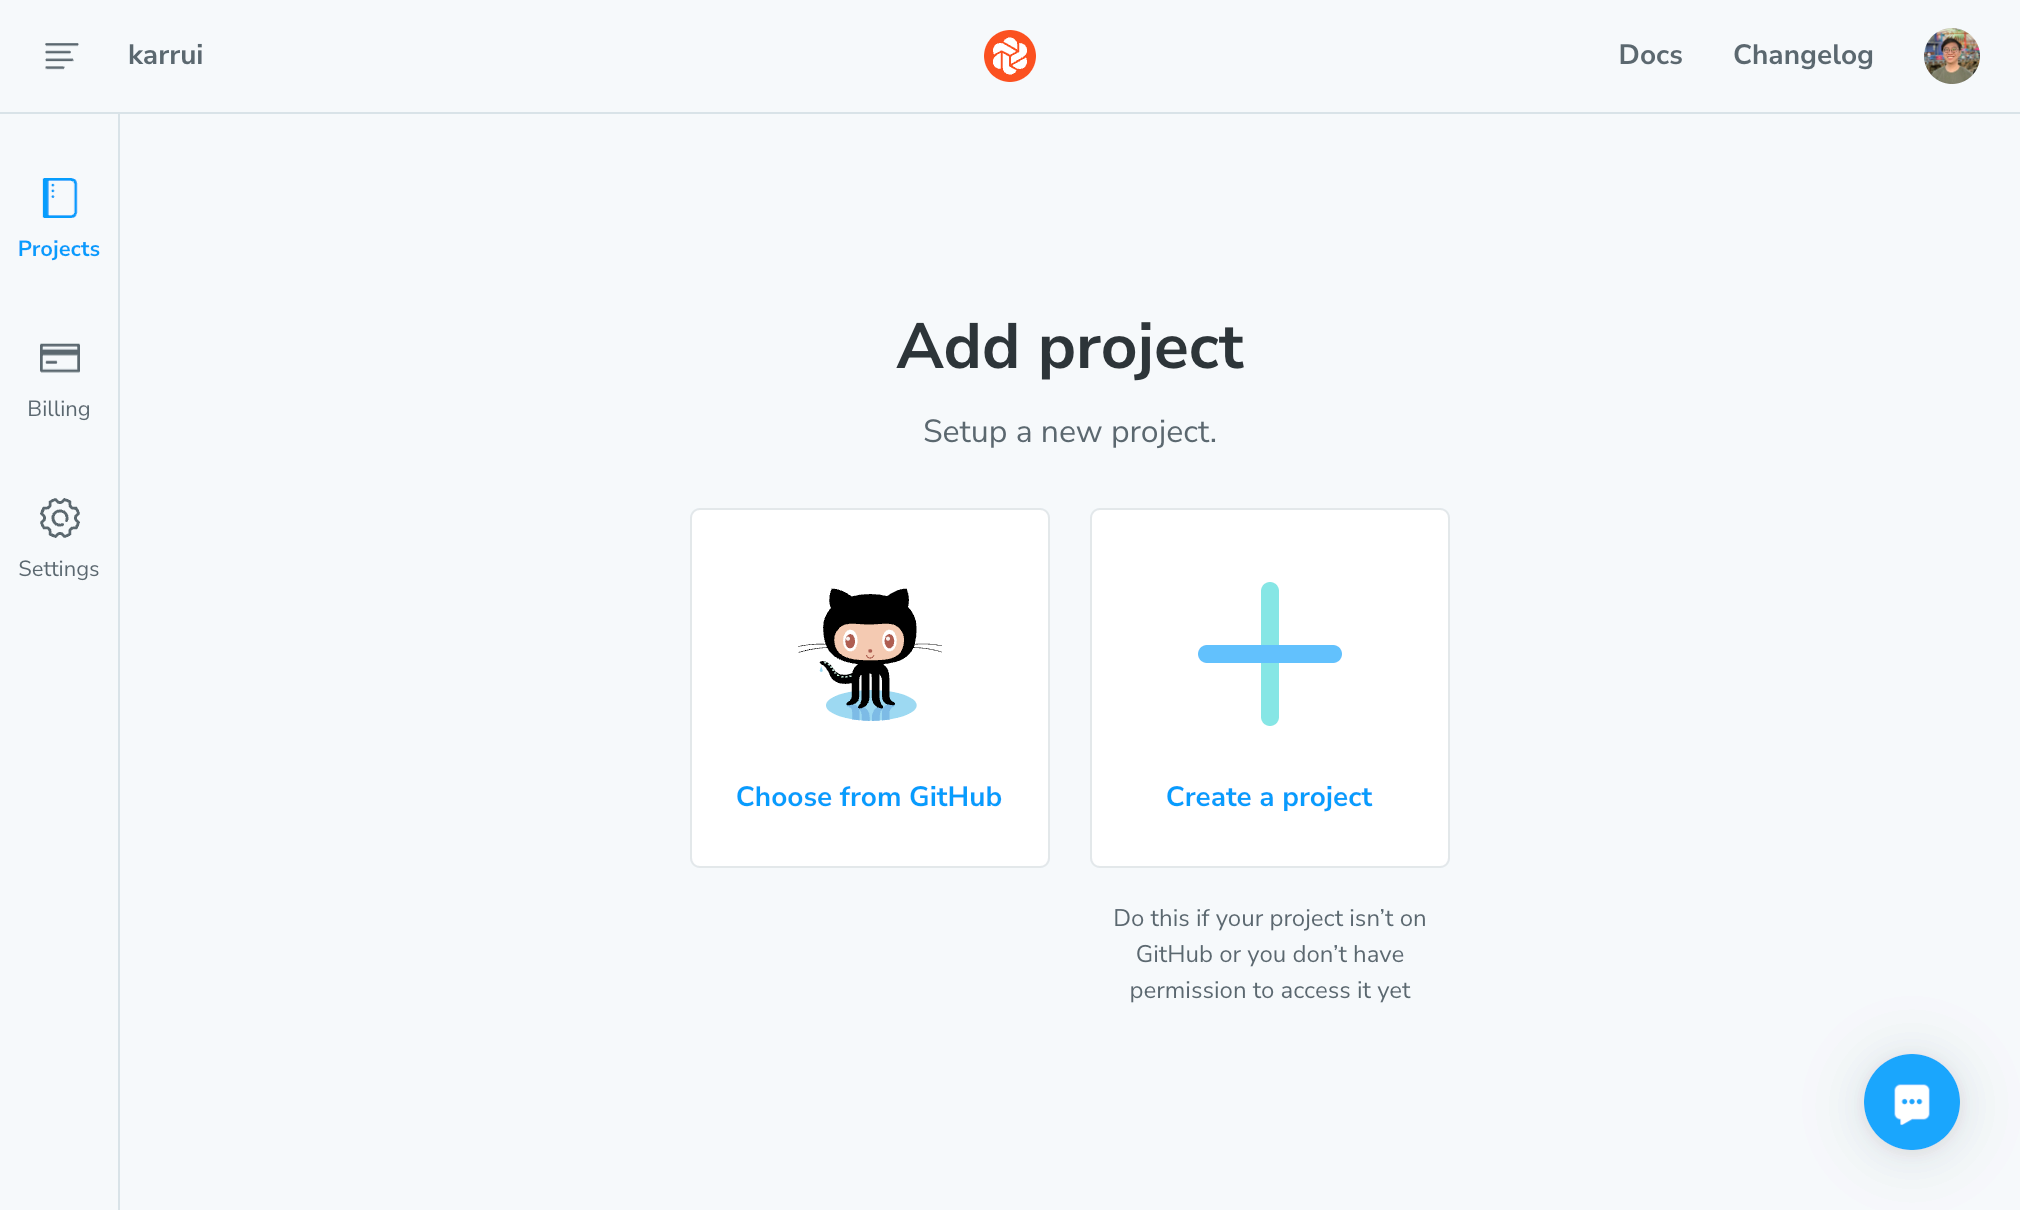 karrui
Docs
Changelog
Projects
Billing
Settings
Add project
Setup a new project.
Choose from GitHub
Create a project
Do this if your project isn’t on
GitHub or you don’t have
permission to access it yet